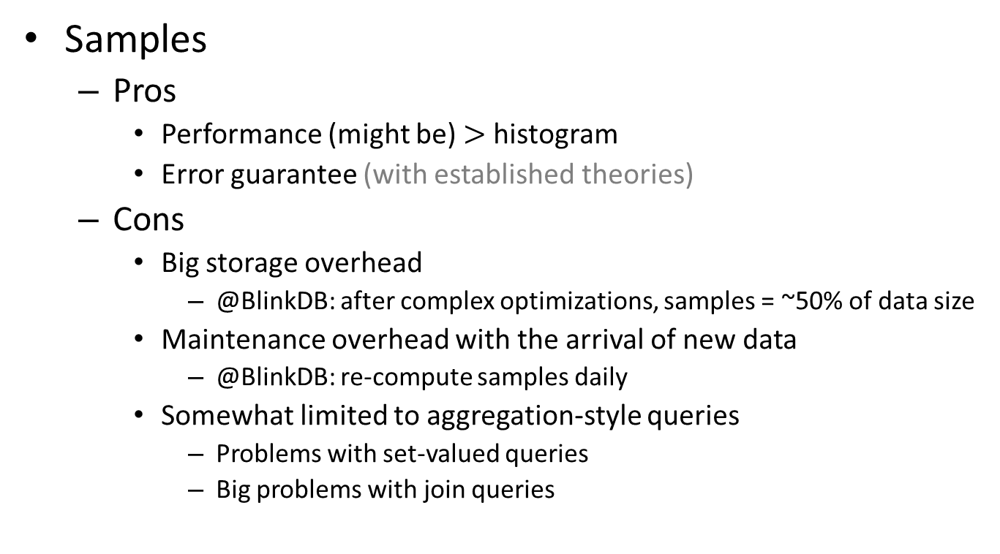 • Samples
– Pros
• Performance (might be) > histogram
• Error guarantee (with established theories)
– Cons
• Big storage overhead
– @BlinkDB: after complex optimizations, samples = ~50% of data size
• Maintenance overhead with the arrival of new data
– @BlinkDB: re-compute samples daily
• Somewhat limited to aggregation-style queries
– Problems with set-valued queries
– Big problems with join queries